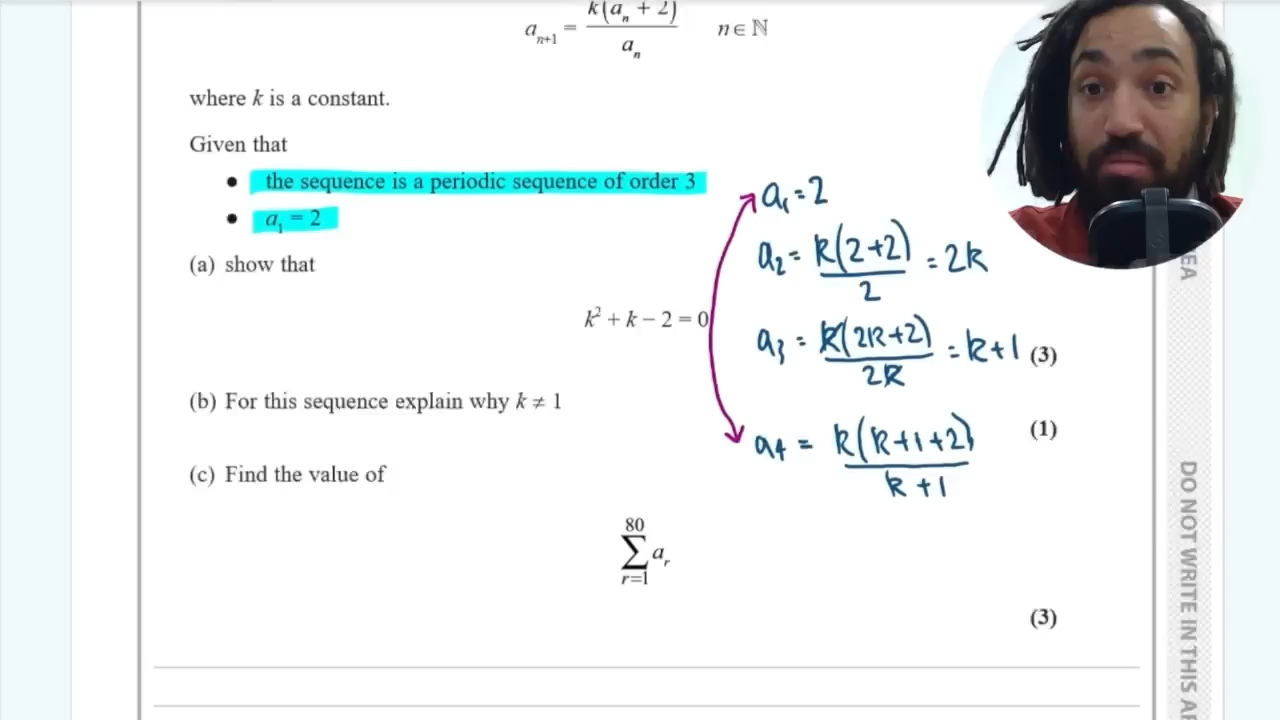 a_{n+1} = k(a_n + 2) / a_n    n ∈ ℕ
where k is a constant.
Given that
• the sequence is a periodic sequence of order 3
• a_1 = 2
(a) show that
k² + k − 2 = 0
(3)
(b) For this sequence explain why k ≠ 1
(1)
(c) Find the value of
80
∑ a_r
r=1
(3)
a_1 = 2
a_2 = k(2+2) / 2 = 2k
a_3 = k(2k+2) / 2k = k+1
a_4 = k(k+1+2) / k+1
EA
DO NOT WRITE IN THIS A